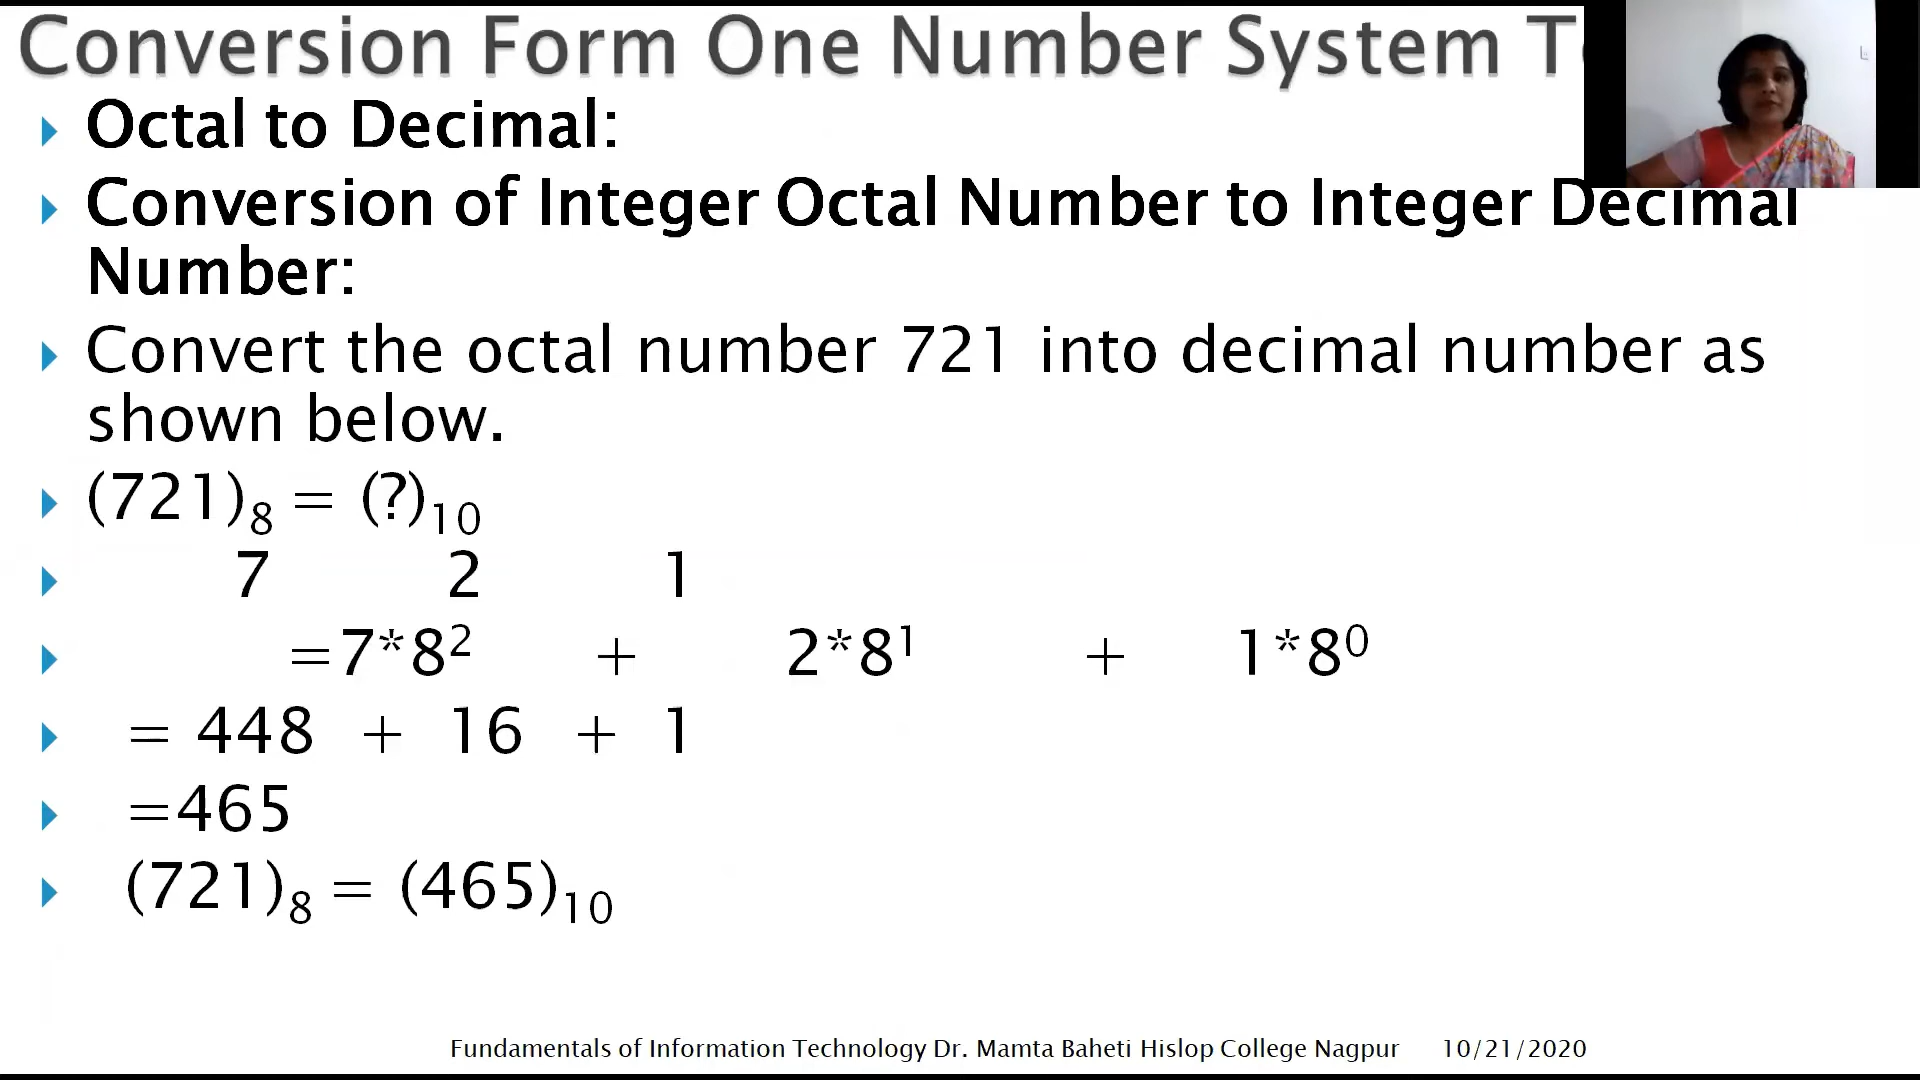 Conversion Form One Number System
Octal to Decimal:
Conversion of Integer Octal Number to Integer Decimal
Number:
Convert the octal number 721 into decimal number as
shown below.
(721)₈ = (?)₁₀
7 2 1
=7*8² + 2*8¹ + 1*8⁰
= 448 + 16 + 1
=465
(721)₈ = (465)₁₀
Fundamentals of Information Technology Dr. Mamta Baheti Hislop College Nagpur 10/21/2020